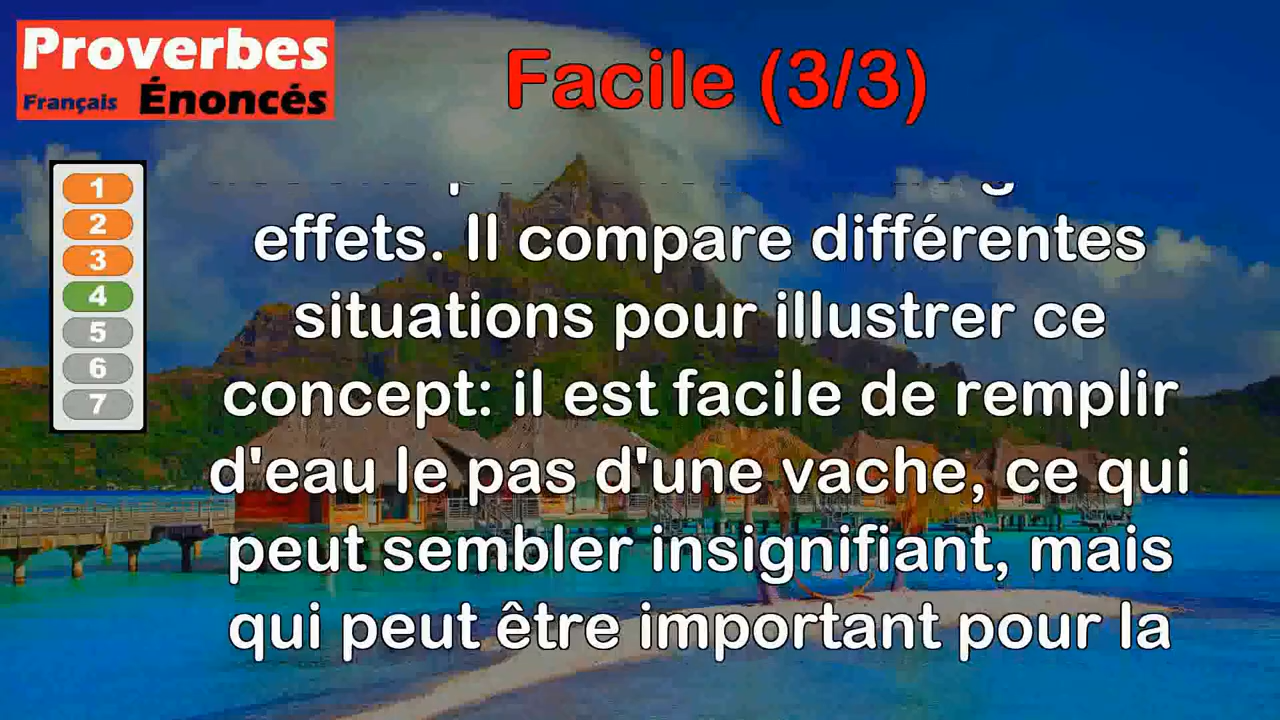 Proverbes
Français Énoncés
Facile (3/3)
1
2
3
4
5
6
7
effets. Il compare différentes
situations pour illustrer ce
concept: il est facile de remplir
d'eau le pas d'une vache, ce qui
peut sembler insignifiant, mais
qui peut être important pour la